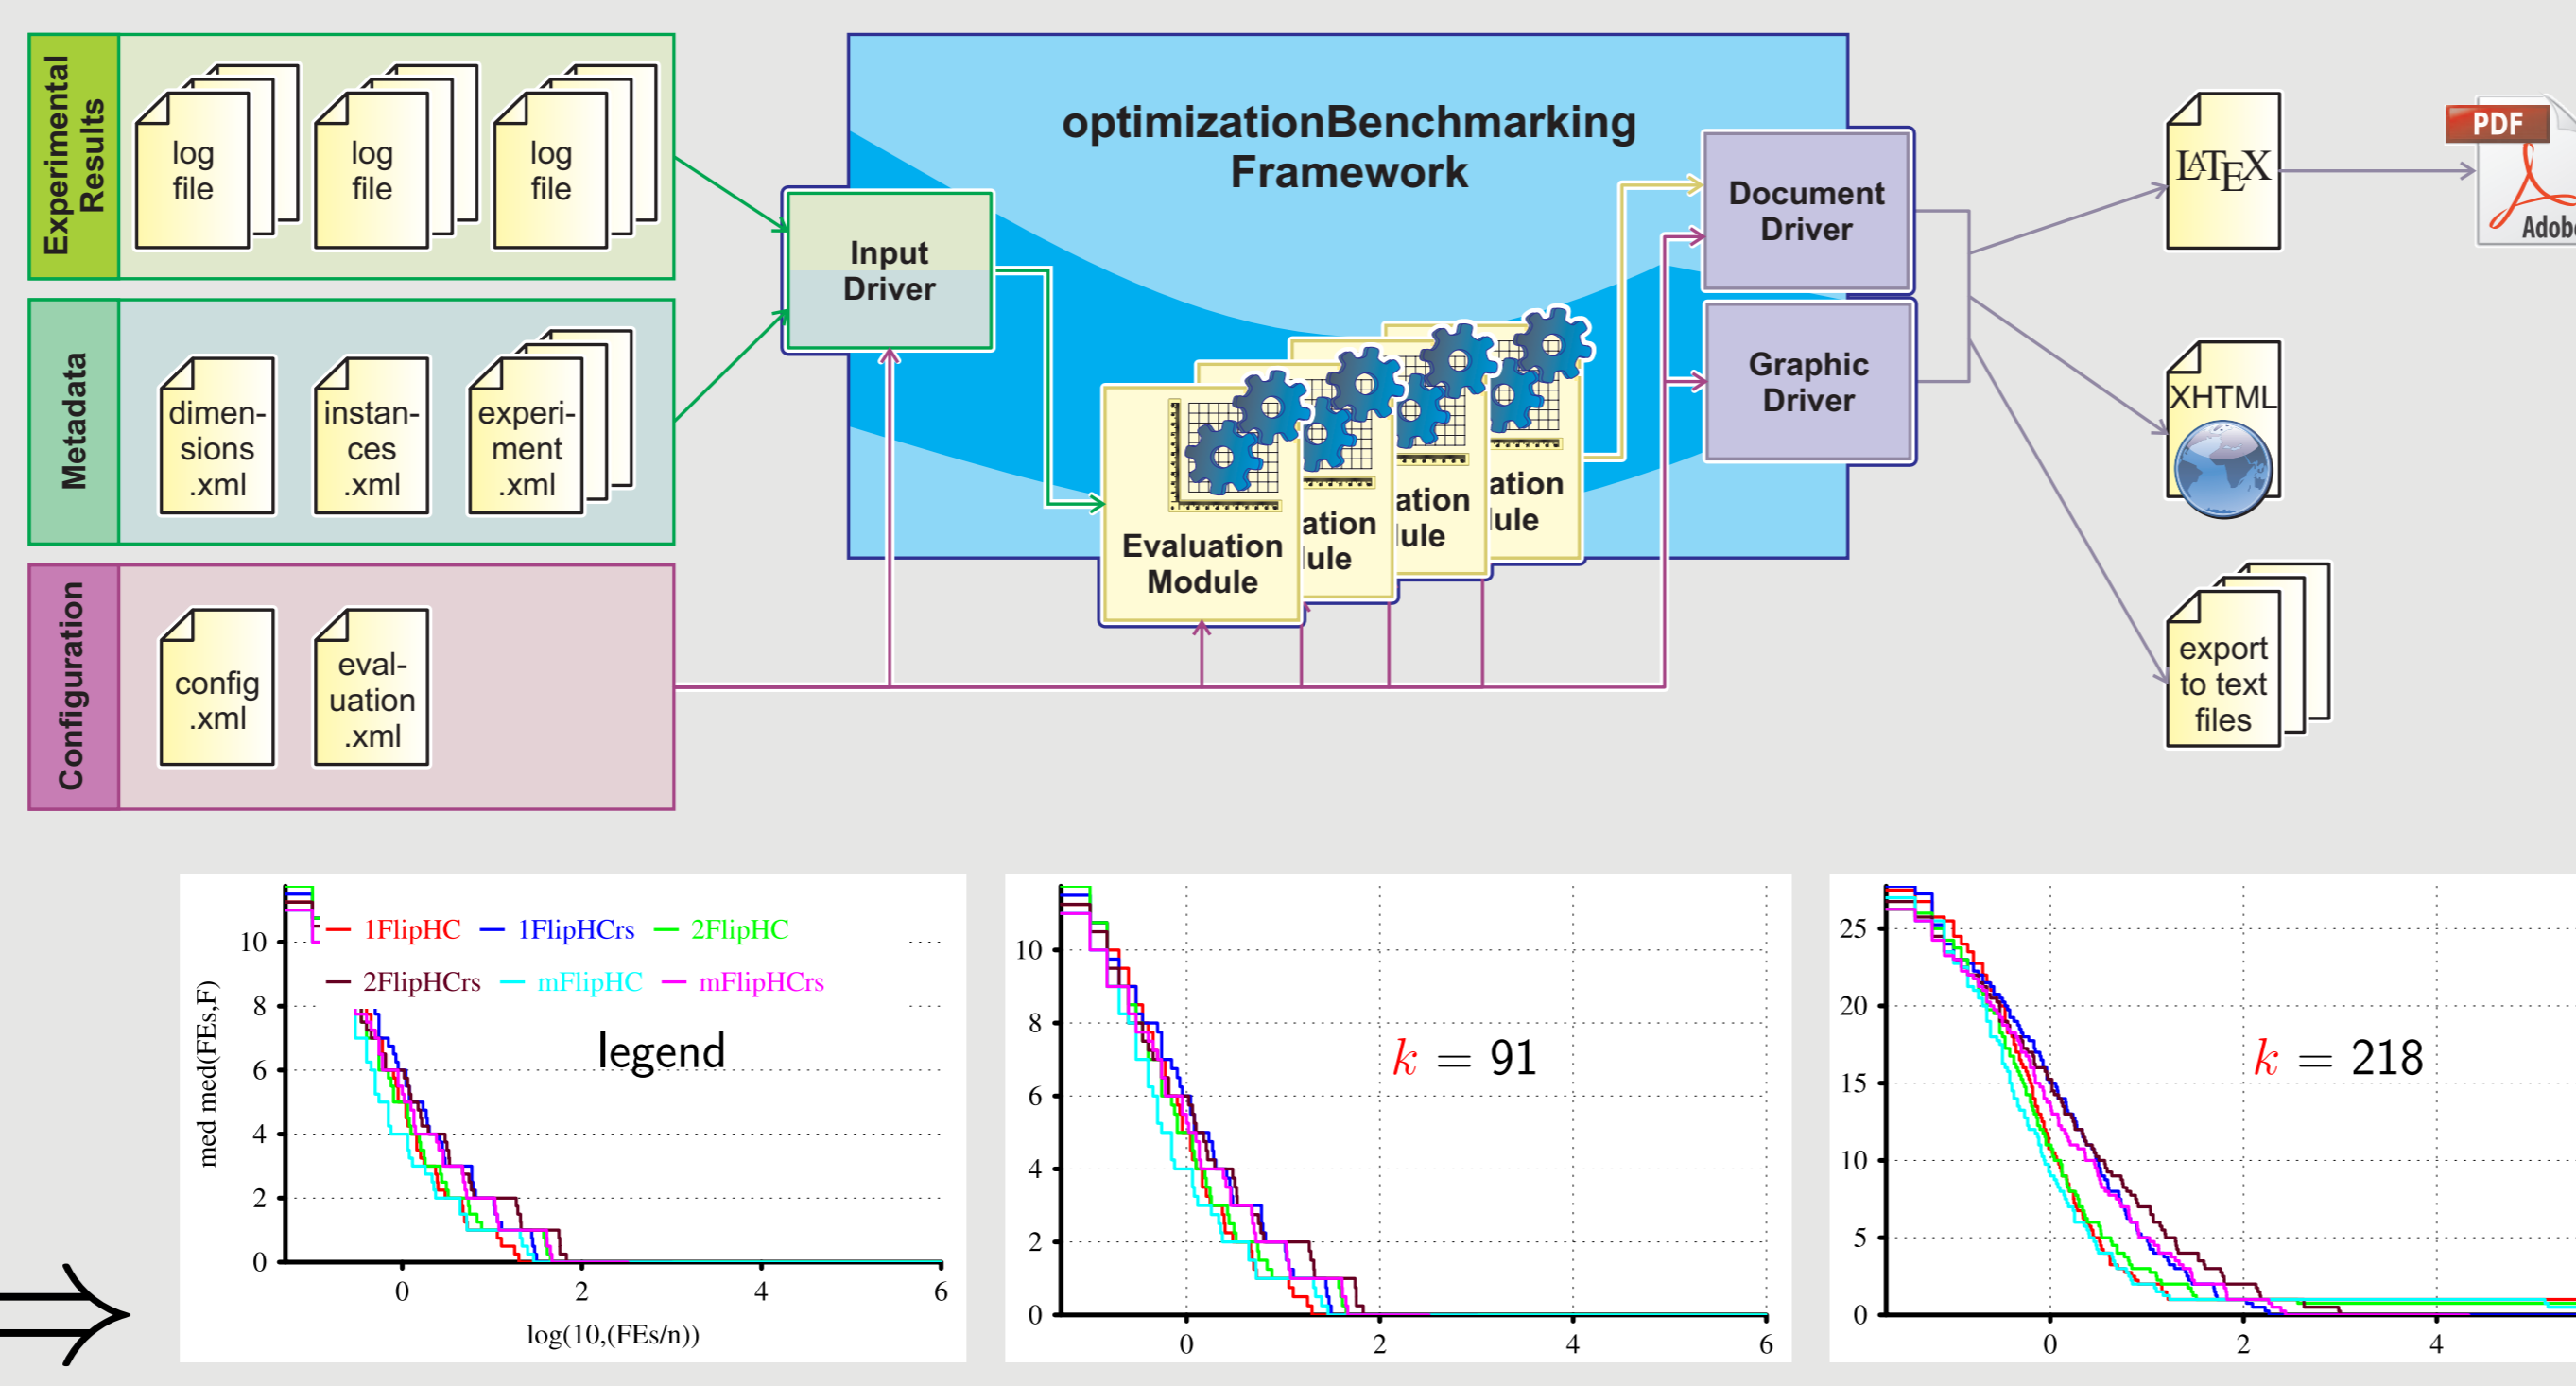 Experimental
Results
log
file
log
file
log
file
Metadata
dimen-
sions
.xml
instan-
ces
.xml
experi-
ment
.xml
Configuration
config
.xml
eval-
uation
.xml
optimizationBenchmarking
Framework
Input
Driver
Evaluation
Module
ation
ule
ation
ule
ation
ule
Document
Driver
Graphic
Driver
LATEX
PDF
Adob
XHTML
export
to text
files
med med(FEs,F)
10
8
6
4
2
0
1FlipHC 1FlipHCrs 2FlipHC
2FlipHCrs mFlipHC mFlipHCrs
legend
0 2 4 6
log(10,(FEs/n))
10
8
6
4
2
0
k = 91
0 2 4 6
25
20
15
10
5
0
k = 218
0 2 4